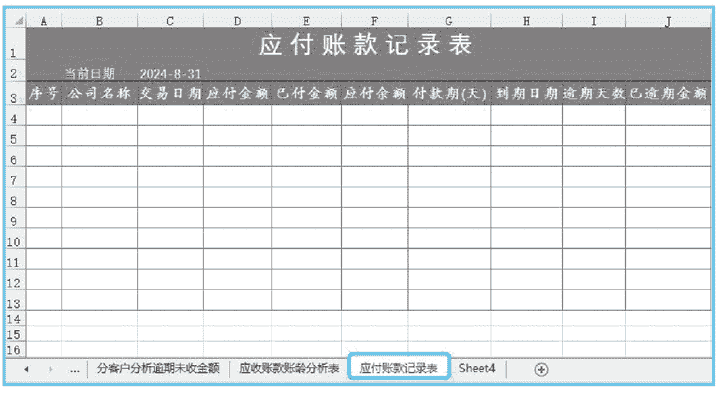 A B C D E F G H I J
1 应付账款记录表
2 当前日期 2024-8-31
3 序号 公司名称 交易日期 应付金额 已付金额 应付余额 付款期(天) 到期日期 逾期天数 已逾期金额
4
5
6
7
8
9
10
11
12
13
14
15
16
... 分客户分析逾期未收金额 应收账款账龄分析表 应付账款记录表 Sheet4